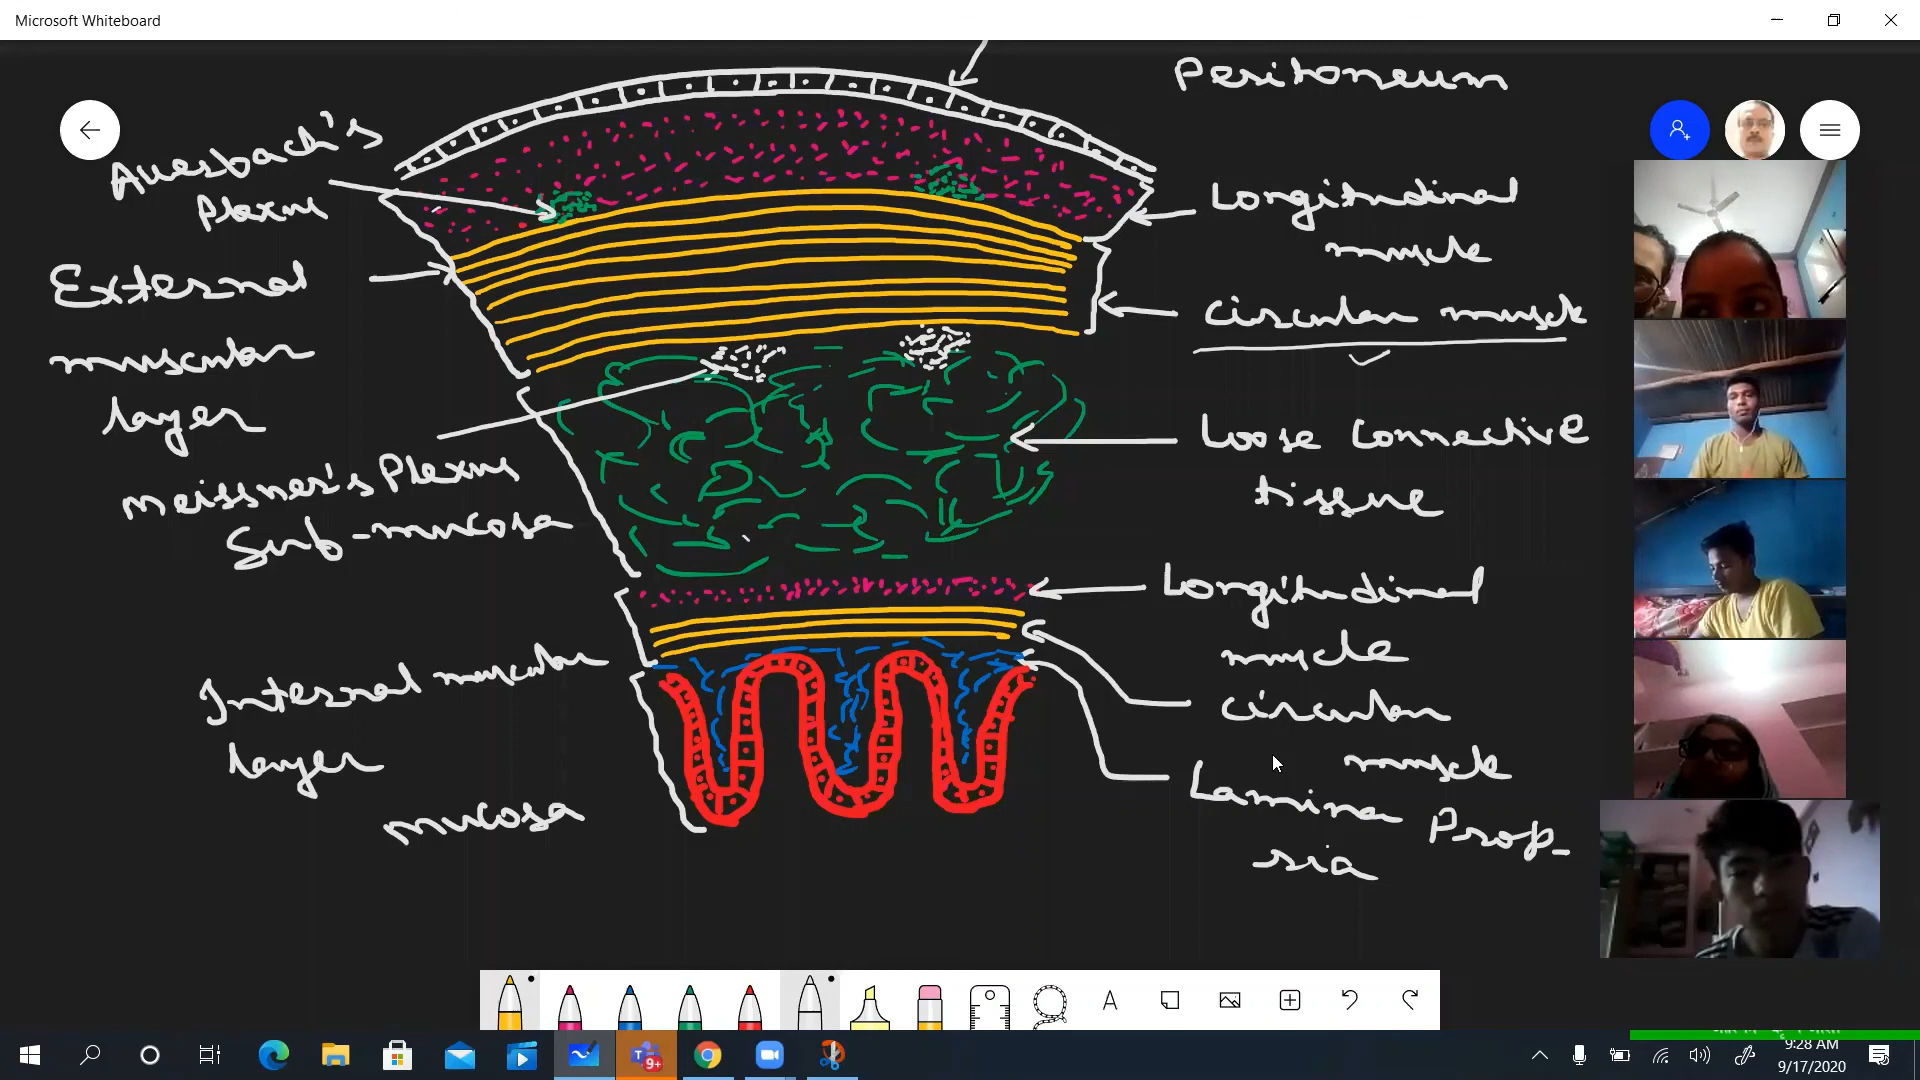 Microsoft Whiteboard
Peritoneum
Auerbach's
Plexus
Longitudinal
muscle
External
muscular
layer
Circular muscle
Loose connective
tissue
Meissner's Plexus
Sub-mucosa
Longitudinal
muscle
Internal muscular
layer
circular
muscle
mucosa
Lamina Prop-
ria
A
T
9+
9:28 AM
9/17/2020